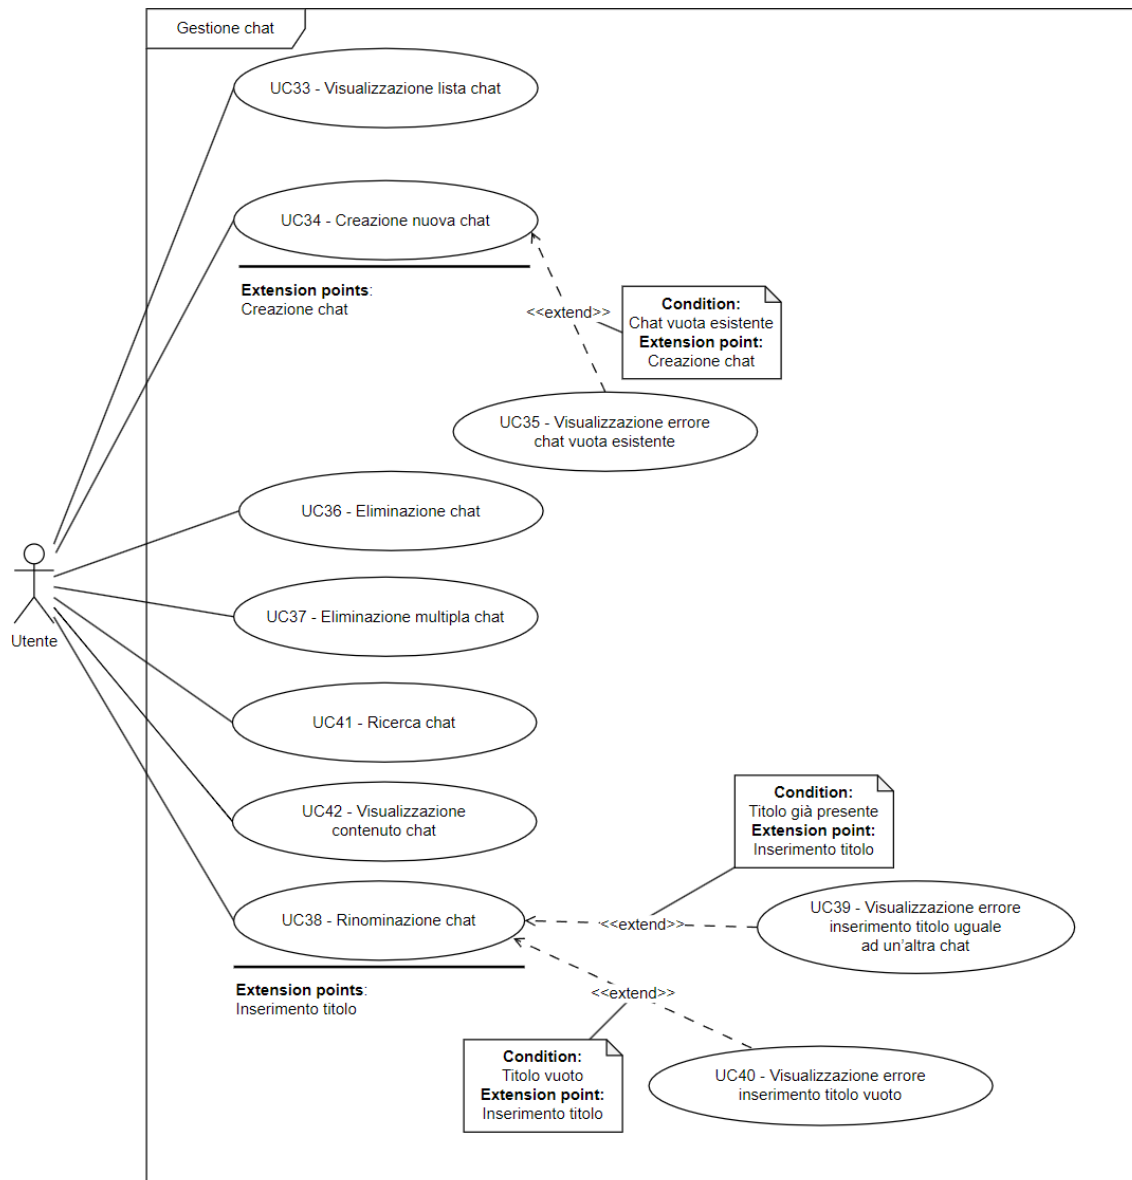 Gestione chat
UC33 - Visualizzazione lista chat
UC34 - Creazione nuova chat
Extension points:
Creazione chat
<<extend>>
Condition:
Chat vuota esistente
Extension point:
Creazione chat
UC35 - Visualizzazione errore
chat vuota esistente
UC36 - Eliminazione chat
UC37 - Eliminazione multipla chat
Utente
UC41 - Ricerca chat
UC42 - Visualizzazione
contenuto chat
Condition:
Titolo già presente
Extension point:
Inserimento titolo
UC38 - Rinominazione chat
<<extend>>
UC39 - Visualizzazione errore
inserimento titolo uguale
ad un'altra chat
Extension points:
Inserimento titolo
<<extend>>
Condition:
Titolo vuoto
Extension point:
Inserimento titolo
UC40 - Visualizzazione errore
inserimento titolo vuoto